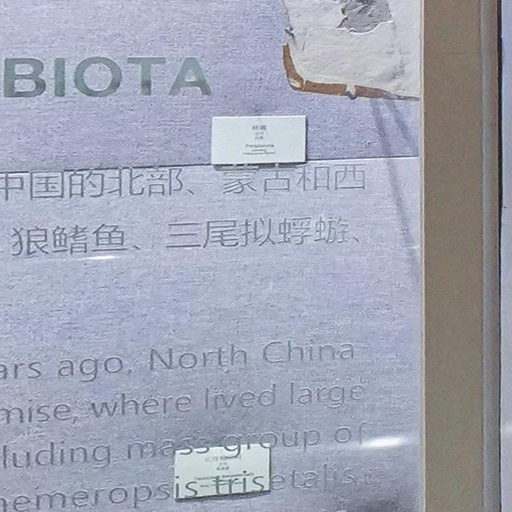 BIOTA
中国的北部、蒙古和西
狼鳍鱼、三尾拟蜉蝣、
ars ago, North China
mise, where lived large
luding mass group of
hemeropsis trisetalis,